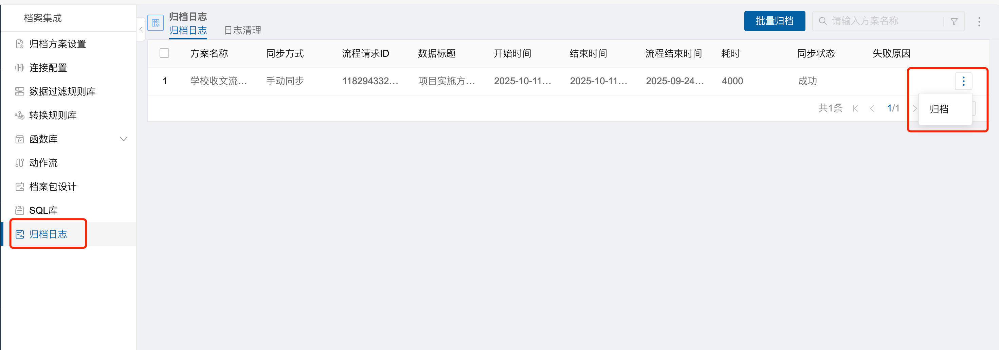 档案集成
归档方案设置
连接配置
数据过滤规则库
转换规则库
函数库
动作流
档案包设计
SQL库
归档日志
归档日志
归档日志 日志清理
批量归档 请输入方案名称
方案名称 同步方式 流程请求ID 数据标题 开始时间 结束时间 流程结束时间 耗时 同步状态 失败原因
1 学校收文流... 手动同步 118294332... 项目实施方... 2025-10-11... 2025-10-11... 2025-09-24... 4000 成功
共1条 1/1
归档